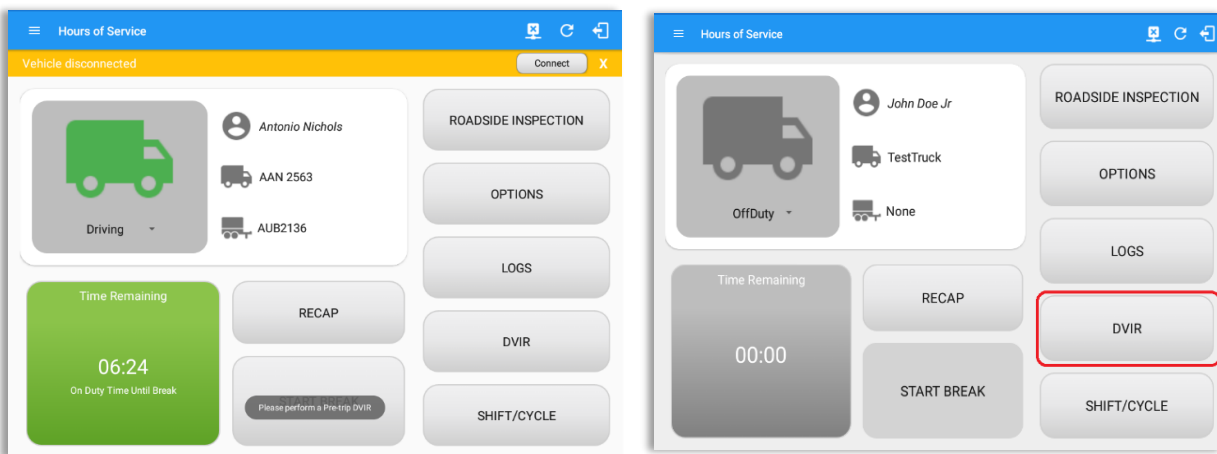 Hours of Service
Vehicle disconnected
Connect
X
Antonio Nichols
AAN 2563
AUB2136
Driving
ROADSIDE INSPECTION
OPTIONS
LOGS
DVIR
SHIFT/CYCLE
Time Remaining
06:24
On Duty Time Until Break
RECAP
START BREAK
Please perform a Pre-trip DVIR
Hours of Service
John Doe Jr
TestTruck
None
OffDuty
ROADSIDE INSPECTION
OPTIONS
LOGS
DVIR
SHIFT/CYCLE
Time Remaining
00:00
RECAP
START BREAK